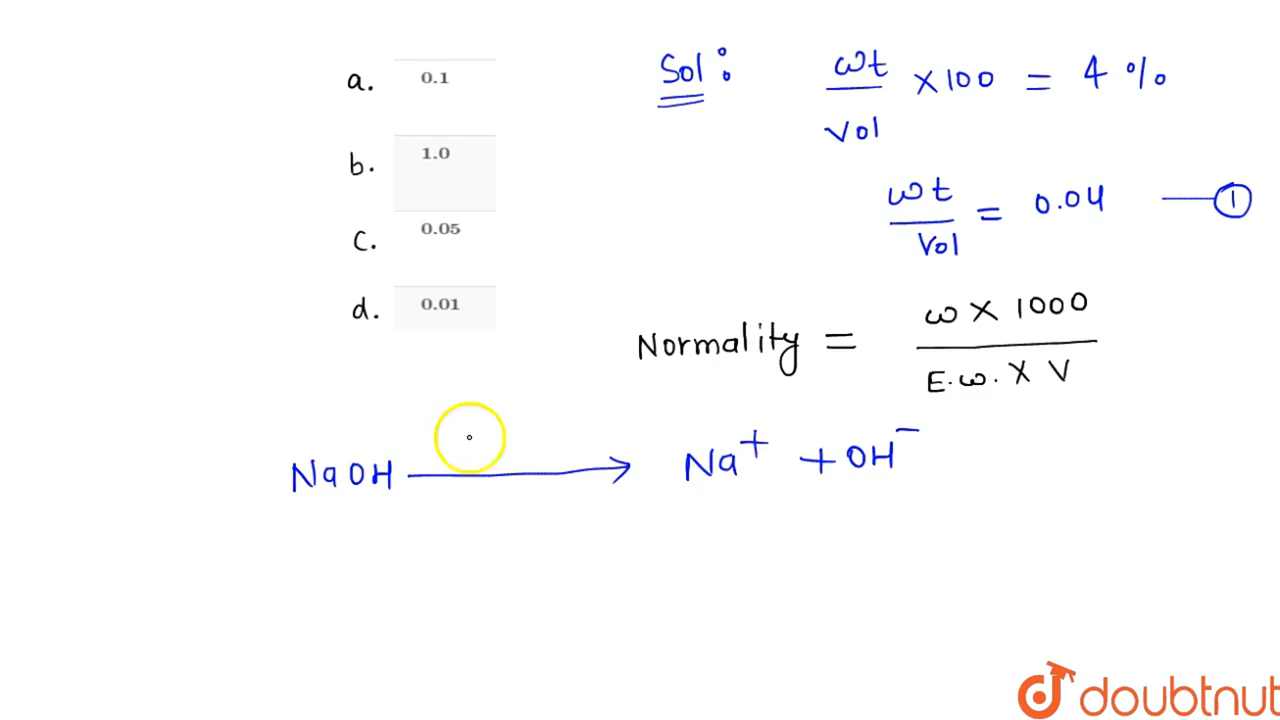 a. 0.1
b. 1.0
c. 0.05
d. 0.01
Sol : wt/vol × 100 = 4 %
wt/vol = 0.04 — ①
Normality = w × 1000 / E.w. × V
NaOH ⟶ Na⁺ + OH⁻
doubtnut